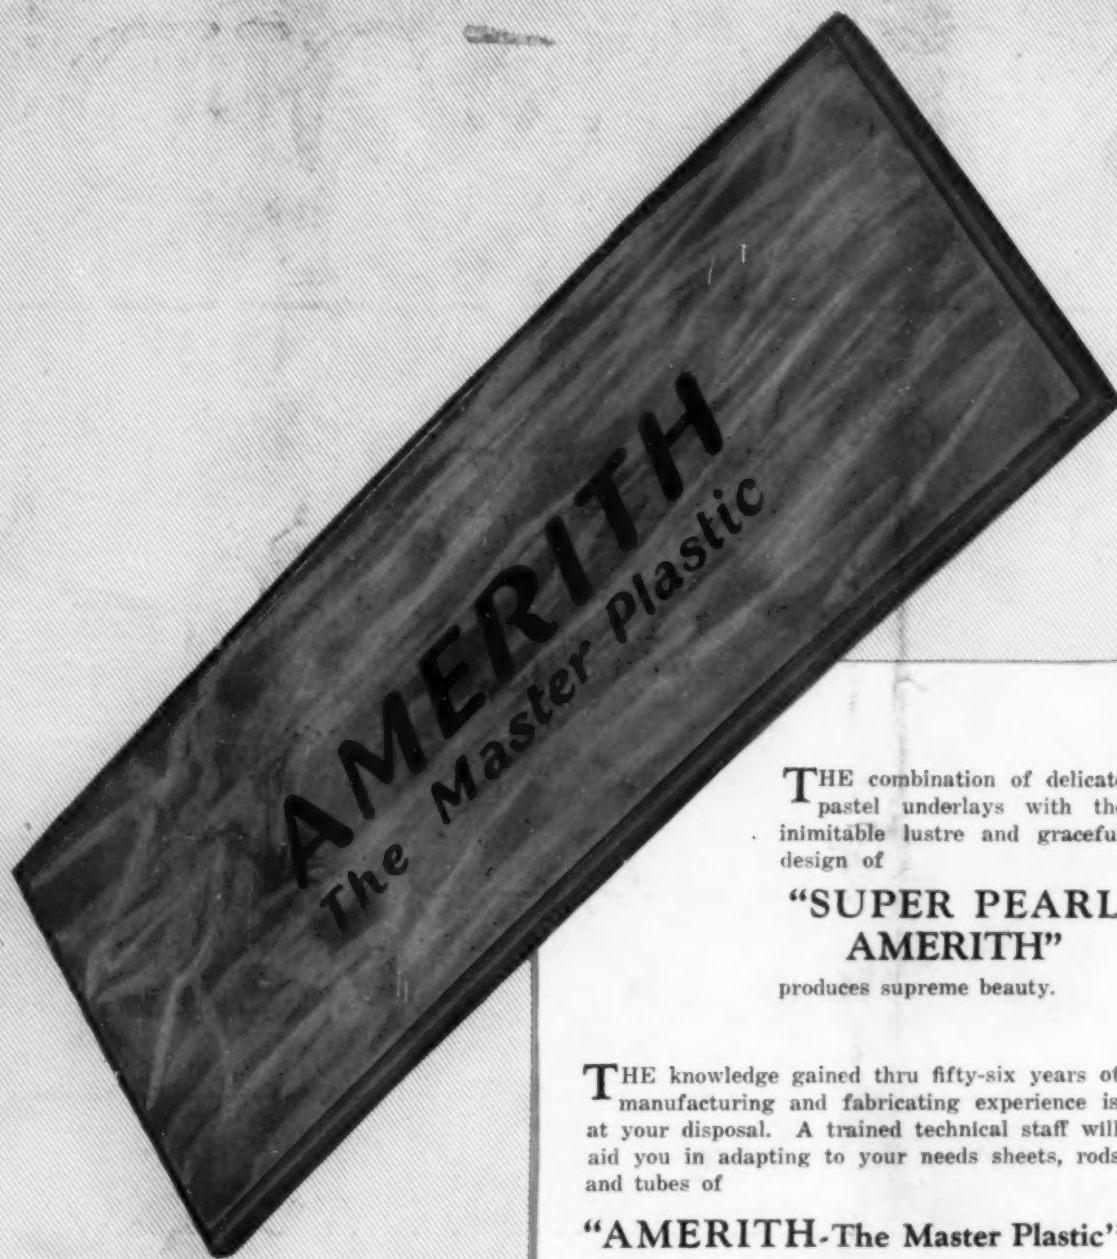 AMERITH
The Master Plastic
THE combination of delicate
pastel underlays with the
inimitable lustre and graceful
design of
“SUPER PEARL
AMERITH”
produces supreme beauty.
THE knowledge gained thru fifty-six years of
manufacturing and fabricating experience is
at your disposal. A trained technical staff will
aid you in adapting to your needs sheets, rods
and tubes of
“AMERITH-The Master Plastic”